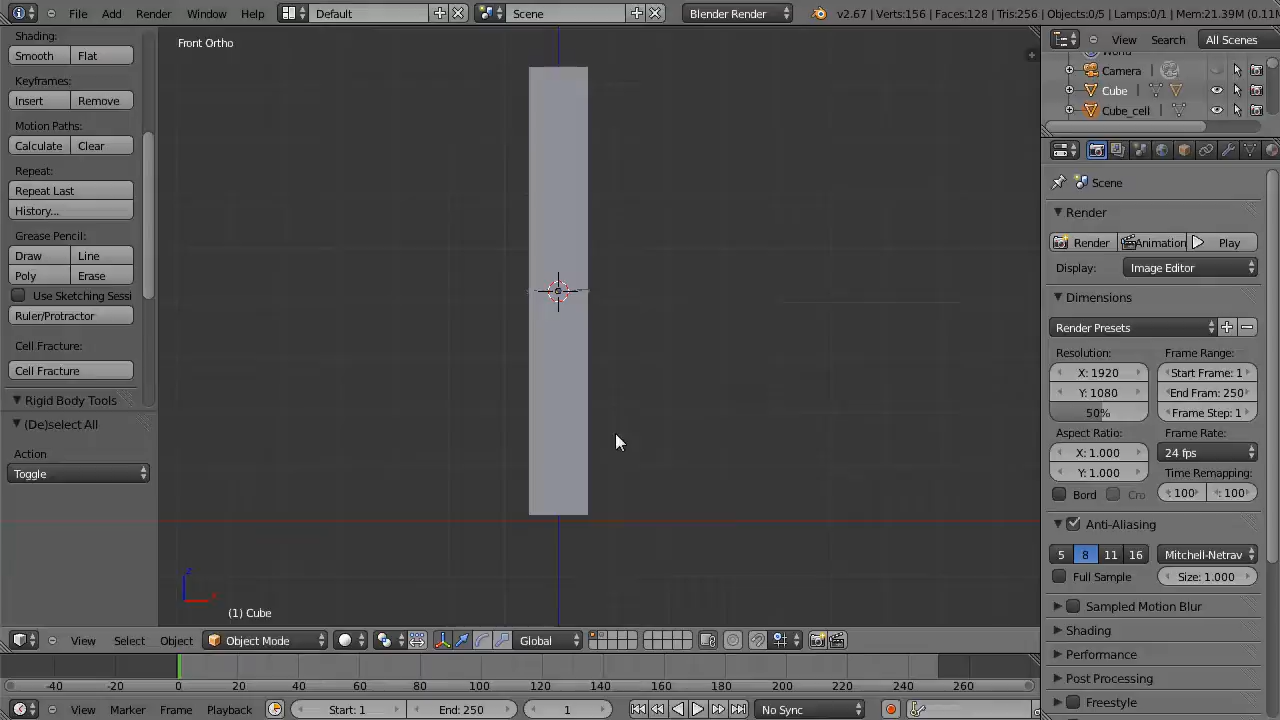 File Add Render Window Help Default Scene Blender Render v2.67 | Verts:156 | Faces:128 | Tris:256 | Objects:0/5 | Lamps:0/1 | Mem:21.39M (0.11M
Shading:
Smooth Flat
Keyframes:
Insert Remove
Motion Paths:
Calculate Clear
Repeat:
Repeat Last
History...
Grease Pencil:
Draw Line
Poly Erase
Use Sketching Sessi
Ruler/Protractor
Cell Fracture:
Cell Fracture
Rigid Body Tools
(De)select All
Action
Toggle
Front Ortho
z
x
(1) Cube
View Select Object Object Mode Global
-40 -20 0 20 40 60 80 100 120 140 160 180 200 220 240 260
View Marker Frame Playback Start: 1 End: 250 1 No Sync
View Search All Scenes
World
Camera
Cube
Cube_cell
Scene
Render
Render Animation Play
Display: Image Editor
Dimensions
Render Presets
Resolution: Frame Range:
X: 1920 Start Frame: 1
Y: 1080 End Fram: 250
50% Frame Step: 1
Aspect Ratio: Frame Rate:
X: 1.000 24 fps
Y: 1.000 Time Remapping:
Bord Cro : 100 : 100
Anti-Aliasing
5 8 11 16 Mitchell-Netrav
Full Sample Size: 1.000
Sampled Motion Blur
Shading
Performance
Post Processing
Freestyle